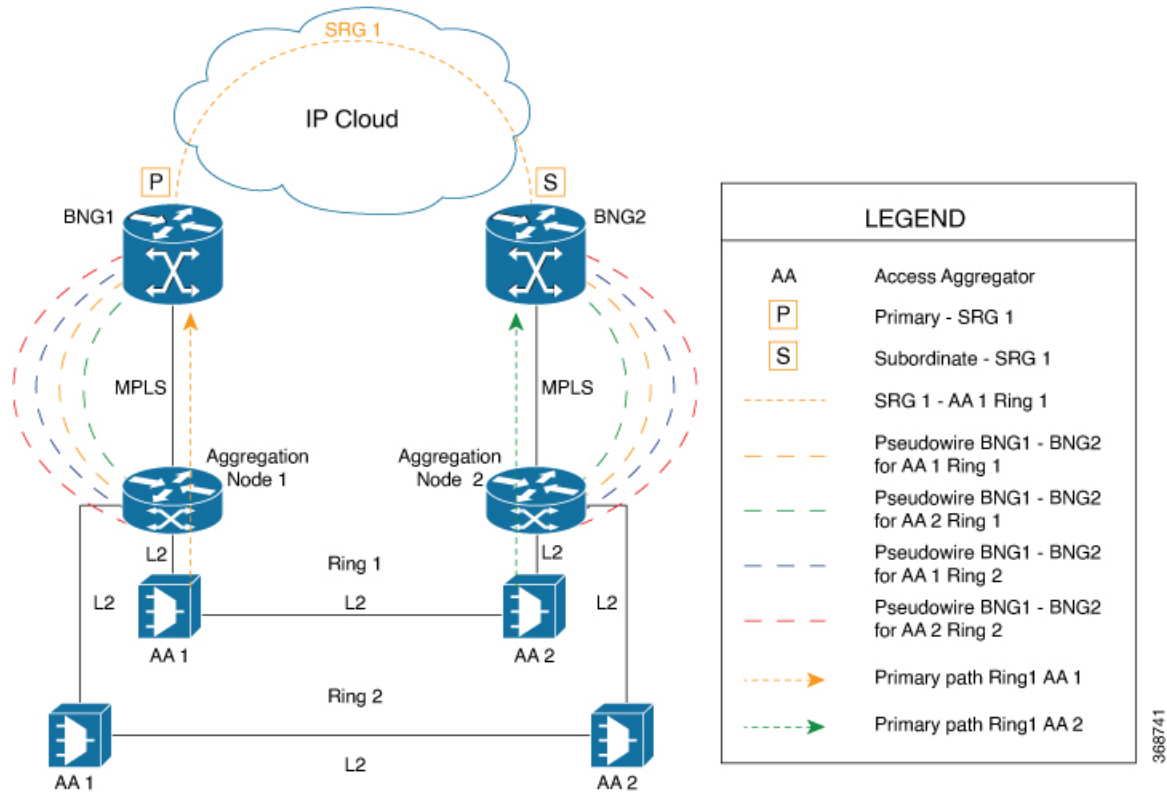 SRG 1
IP Cloud
P
S
BNG1
BNG2
MPLS
MPLS
Aggregation
Node 1
Aggregation
Node 2
L2
L2
Ring 1
L2
L2
L2
AA 1
AA 2
Ring 2
L2
AA 1
AA 2
LEGEND
AA Access Aggregator
P Primary - SRG 1
S Subordinate - SRG 1
SRG 1 - AA 1 Ring 1
Pseudowire BNG1 - BNG2
for AA 1 Ring 1
Pseudowire BNG1 - BNG2
for AA 2 Ring 1
Pseudowire BNG1 - BNG2
for AA 1 Ring 2
Pseudowire BNG1 - BNG2
for AA 2 Ring 2
Primary path Ring1 AA 1
Primary path Ring1 AA 2
368741